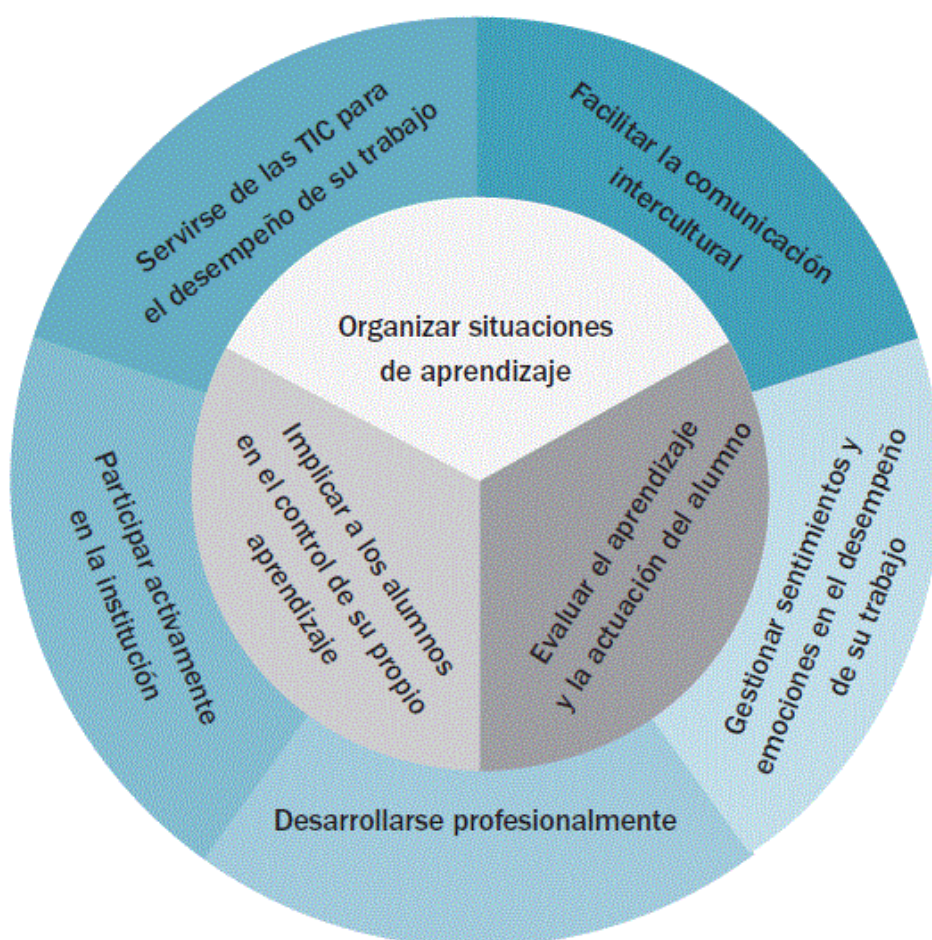 Servirse de las TIC para
el desempeño de su trabajo
Facilitar la comunicación
intercultural
Organizar situaciones
de aprendizaje
Implicar a los alumnos
en el control de su propio
aprendizaje
Evaluar el aprendizaje
y la actuación del alumno
Participar activamente
en la institución
Gestionar sentimientos y
emociones en el desempeño
de su trabajo
Desarrollarse profesionalmente